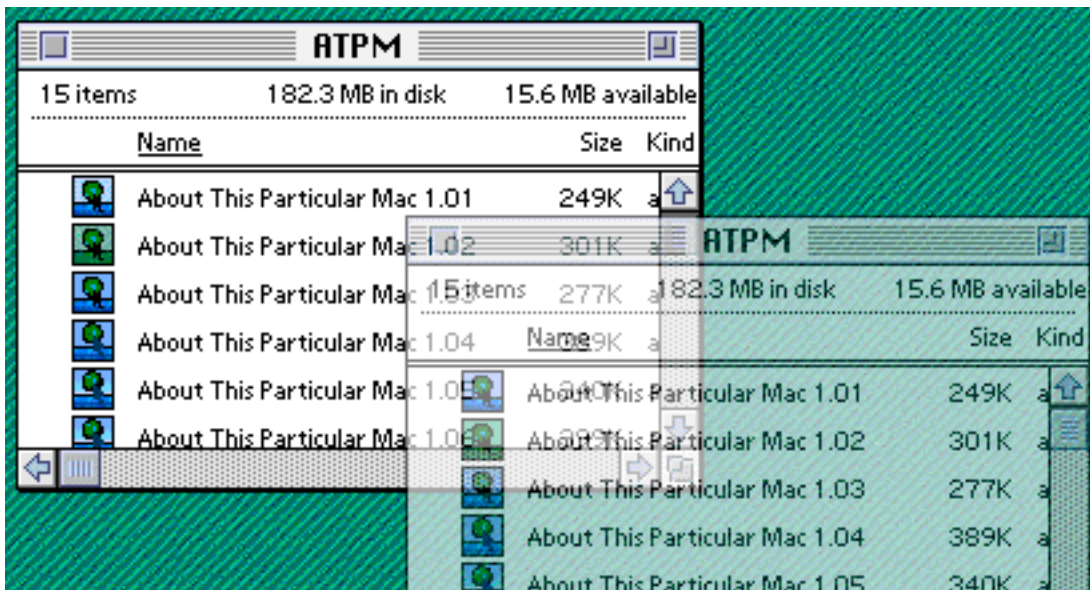 ATPM
15 items 182.3 MB in disk 15.6 MB available
Name Size Kind
About This Particular Mac 1.01 249K a
About This Particular Mac 1.02 301K a
About This Particular Mac 1.03 277K a
About This Particular Mac 1.04 389K a
About This Particular Mac 1.05 340K
About This Particular Mac 1.06
ATPM
15 items 182.3 MB in disk 15.6 MB available
Name Size Kind
About This Particular Mac 1.01 249K a
About This Particular Mac 1.02 301K a
About This Particular Mac 1.03 277K a
About This Particular Mac 1.04 389K a
About This Particular Mac 1.05 340K a